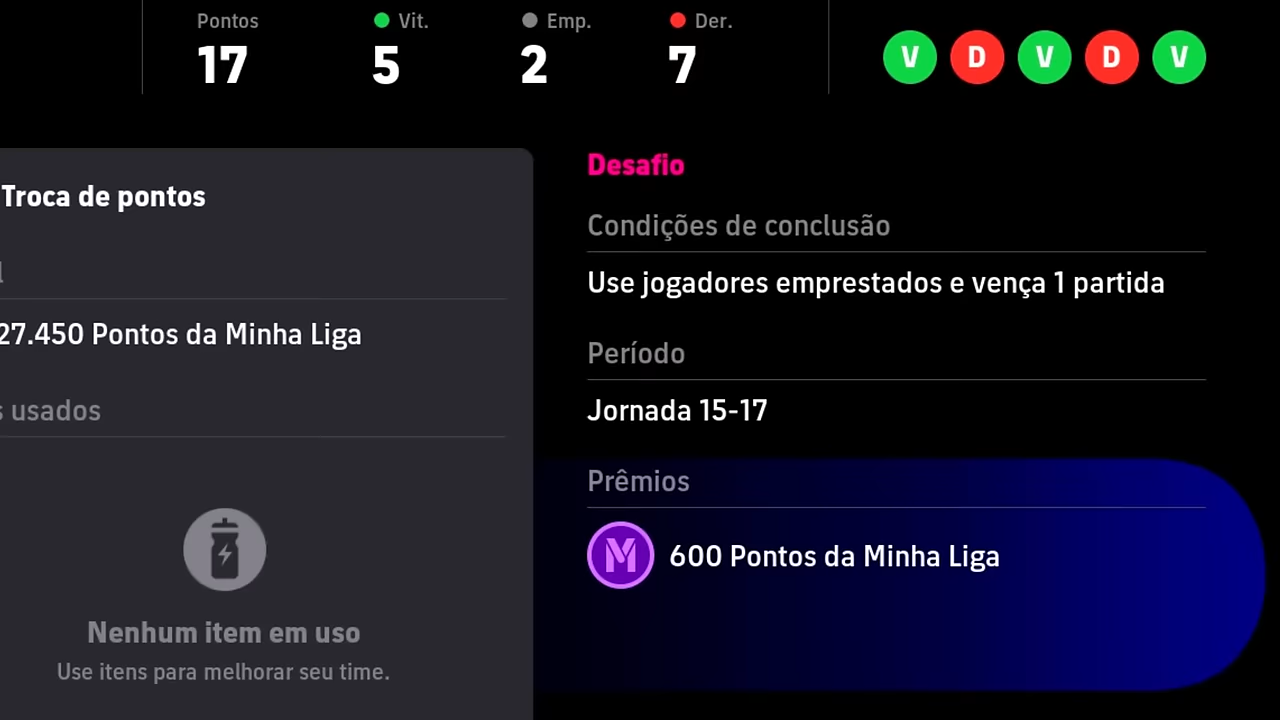 Pontos Vit. Emp. Der.
17 5 2 7
V D V D V
Troca de pontos
27.450 Pontos da Minha Liga
usados
Nenhum item em uso
Use itens para melhorar seu time.
Desafio
Condições de conclusão
Use jogadores emprestados e vença 1 partida
Período
Jornada 15-17
Prêmios
M 600 Pontos da Minha Liga